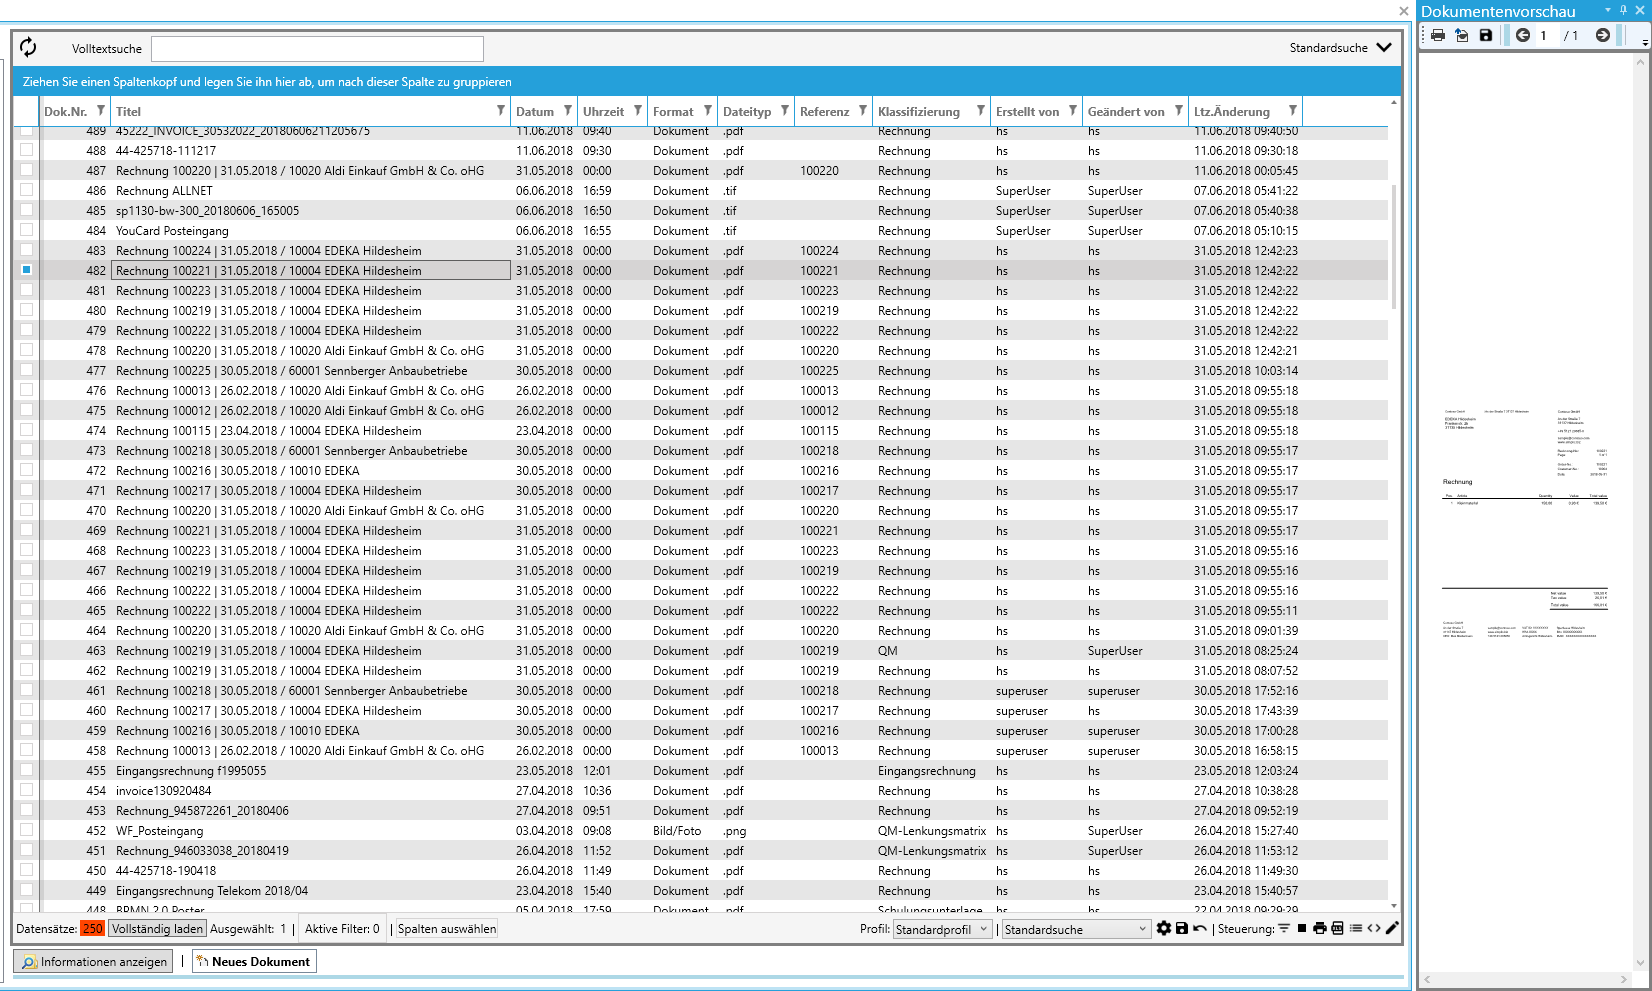 Dokumentenvorschau
Volltextsuche
Standardsuche
1 / 1
Ziehen Sie einen Spaltenkopf und legen Sie ihn hier ab, um nach dieser Spalte zu gruppieren
Dok.Nr. Titel Datum Uhrzeit Format Dateityp Referenz Klassifizierung Erstellt von Geändert von Ltz.Änderung
489 45222_INVOICE_30532022_20180606211205675 11.06.2018 09:40 Dokument .pdf Rechnung hs hs 11.06.2018 09:40:50
488 44-425718-111217 11.06.2018 09:30 Dokument .pdf Rechnung hs hs 11.06.2018 09:30:18
487 Rechnung 100220 | 31.05.2018 / 10020 Aldi Einkauf GmbH & Co. oHG 31.05.2018 00:00 Dokument .pdf 100220 Rechnung hs hs 11.06.2018 00:05:45
486 Rechnung ALLNET 06.06.2018 16:59 Dokument .tif Rechnung SuperUser SuperUser 07.06.2018 05:41:22
485 sp1130-bw-300_20180606_165005 06.06.2018 16:50 Dokument .tif Rechnung SuperUser SuperUser 07.06.2018 05:40:38
484 YouCard Posteingang 06.06.2018 16:55 Dokument .tif Rechnung SuperUser SuperUser 07.06.2018 05:10:15
483 Rechnung 100224 | 31.05.2018 / 10004 EDEKA Hildesheim 31.05.2018 00:00 Dokument .pdf 100224 Rechnung hs hs 31.05.2018 12:42:23
482 Rechnung 100221 | 31.05.2018 / 10004 EDEKA Hildesheim 31.05.2018 00:00 Dokument .pdf 100221 Rechnung hs hs 31.05.2018 12:42:22
481 Rechnung 100223 | 31.05.2018 / 10004 EDEKA Hildesheim 31.05.2018 00:00 Dokument .pdf 100223 Rechnung hs hs 31.05.2018 12:42:22
480 Rechnung 100219 | 31.05.2018 / 10004 EDEKA Hildesheim 31.05.2018 00:00 Dokument .pdf 100219 Rechnung hs hs 31.05.2018 12:42:22
479 Rechnung 100222 | 31.05.2018 / 10004 EDEKA Hildesheim 31.05.2018 00:00 Dokument .pdf 100222 Rechnung hs hs 31.05.2018 12:42:22
478 Rechnung 100220 | 31.05.2018 / 10020 Aldi Einkauf GmbH & Co. oHG 31.05.2018 00:00 Dokument .pdf 100220 Rechnung hs hs 31.05.2018 12:42:21
477 Rechnung 100225 | 30.05.2018 / 60001 Sennberger Anbaubetriebe 30.05.2018 00:00 Dokument .pdf 100225 Rechnung hs hs 31.05.2018 10:03:14
476 Rechnung 100013 | 26.02.2018 / 10020 Aldi Einkauf GmbH & Co. oHG 26.02.2018 00:00 Dokument .pdf 100013 Rechnung hs hs 31.05.2018 09:55:18
475 Rechnung 100012 | 26.02.2018 / 10020 Aldi Einkauf GmbH & Co. oHG 26.02.2018 00:00 Dokument .pdf 100012 Rechnung hs hs 31.05.2018 09:55:18
474 Rechnung 100115 | 23.04.2018 / 10004 EDEKA Hildesheim 23.04.2018 00:00 Dokument .pdf 100115 Rechnung hs hs 31.05.2018 09:55:18
473 Rechnung 100218 | 30.05.2018 / 60001 Sennberger Anbaubetriebe 30.05.2018 00:00 Dokument .pdf 100218 Rechnung hs hs 31.05.2018 09:55:17
472 Rechnung 100216 | 30.05.2018 / 10010 EDEKA 30.05.2018 00:00 Dokument .pdf 100216 Rechnung hs hs 31.05.2018 09:55:17
471 Rechnung 100217 | 30.05.2018 / 10004 EDEKA Hildesheim 30.05.2018 00:00 Dokument .pdf 100217 Rechnung hs hs 31.05.2018 09:55:17
470 Rechnung 100220 | 31.05.2018 / 10020 Aldi Einkauf GmbH & Co. oHG 31.05.2018 00:00 Dokument .pdf 100220 Rechnung hs hs 31.05.2018 09:55:17
469 Rechnung 100221 | 31.05.2018 / 10004 EDEKA Hildesheim 31.05.2018 00:00 Dokument .pdf 100221 Rechnung hs hs 31.05.2018 09:55:17
468 Rechnung 100223 | 31.05.2018 / 10004 EDEKA Hildesheim 31.05.2018 00:00 Dokument .pdf 100223 Rechnung hs hs 31.05.2018 09:55:16
467 Rechnung 100219 | 31.05.2018 / 10004 EDEKA Hildesheim 31.05.2018 00:00 Dokument .pdf 100219 Rechnung hs hs 31.05.2018 09:55:16
466 Rechnung 100222 | 31.05.2018 / 10004 EDEKA Hildesheim 31.05.2018 00:00 Dokument .pdf 100222 Rechnung hs hs 31.05.2018 09:55:16
465 Rechnung 100222 | 31.05.2018 / 10004 EDEKA Hildesheim 31.05.2018 00:00 Dokument .pdf 100222 Rechnung hs hs 31.05.2018 09:55:11
464 Rechnung 100220 | 31.05.2018 / 10020 Aldi Einkauf GmbH & Co. oHG 31.05.2018 00:00 Dokument .pdf 100220 Rechnung hs hs 31.05.2018 09:01:39
463 Rechnung 100219 | 31.05.2018 / 10004 EDEKA Hildesheim 31.05.2018 00:00 Dokument .pdf 100219 QM hs SuperUser 31.05.2018 08:25:24
462 Rechnung 100219 | 31.05.2018 / 10004 EDEKA Hildesheim 31.05.2018 00:00 Dokument .pdf 100219 Rechnung hs hs 31.05.2018 08:07:52
461 Rechnung 100218 | 30.05.2018 / 60001 Sennberger Anbaubetriebe 30.05.2018 00:00 Dokument .pdf 100218 Rechnung superuser superuser 30.05.2018 17:52:16
460 Rechnung 100217 | 30.05.2018 / 10004 EDEKA Hildesheim 30.05.2018 00:00 Dokument .pdf 100217 Rechnung superuser hs 30.05.2018 17:43:39
459 Rechnung 100216 | 30.05.2018 / 10010 EDEKA 30.05.2018 00:00 Dokument .pdf 100216 Rechnung superuser superuser 30.05.2018 17:00:28
458 Rechnung 100013 | 26.02.2018 / 10020 Aldi Einkauf GmbH & Co. oHG 26.02.2018 00:00 Dokument .pdf 100013 Rechnung superuser superuser 30.05.2018 16:58:15
455 Eingangsrechnung f1995055 23.05.2018 12:01 Dokument .pdf Eingangsrechnung hs hs 23.05.2018 12:03:24
454 invoice130920484 27.04.2018 10:36 Dokument .pdf Rechnung hs hs 27.04.2018 10:38:28
453 Rechnung_945872261_20180406 27.04.2018 09:51 Dokument .pdf Rechnung hs hs 27.04.2018 09:52:19
452 WF_Posteingang 03.04.2018 09:08 Bild/Foto .png QM-Lenkungsmatrix hs SuperUser 26.04.2018 15:27:40
451 Rechnung_946033038_20180419 26.04.2018 11:52 Dokument .pdf QM-Lenkungsmatrix hs SuperUser 26.04.2018 11:53:12
450 44-425718-190418 26.04.2018 11:49 Dokument .pdf Rechnung hs hs 26.04.2018 11:49:30
449 Eingangsrechnung Telekom 2018/04 23.04.2018 15:40 Dokument .pdf Rechnung hs hs 23.04.2018 15:40:57
448 BPMN 2.0 Poster 05.04.2018 17:59 Dokument .pdf Schulungsunterlage hs hs 22.04.2018 09:29:29
Datensätze: 250 Vollständig laden Ausgewählt: 1 | Aktive Filter: 0 | Spalten auswählen Profil: Standardprofil | Standardsuche | Steuerung:
Informationen anzeigen | Neues Dokument
EDEKA Hildesheim
Rechnung